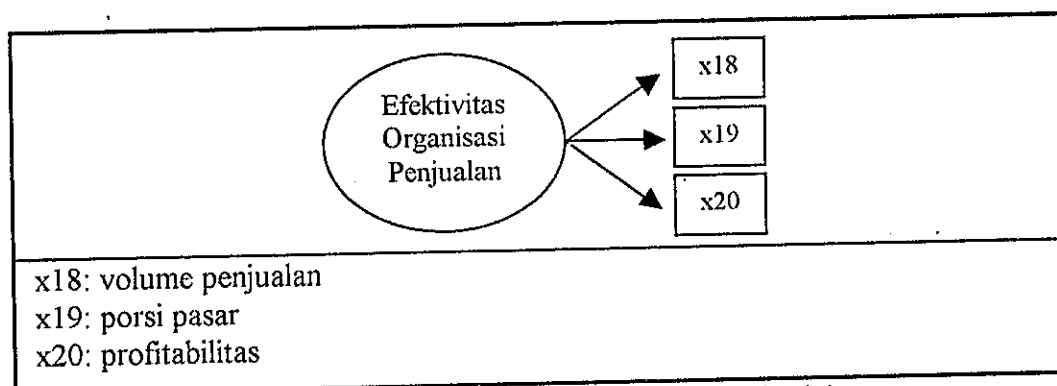 Efektivitas
Organisasi
Penjualan
x18
x19
x20
x18: volume penjualan
x19: porsi pasar
x20: profitabilitas